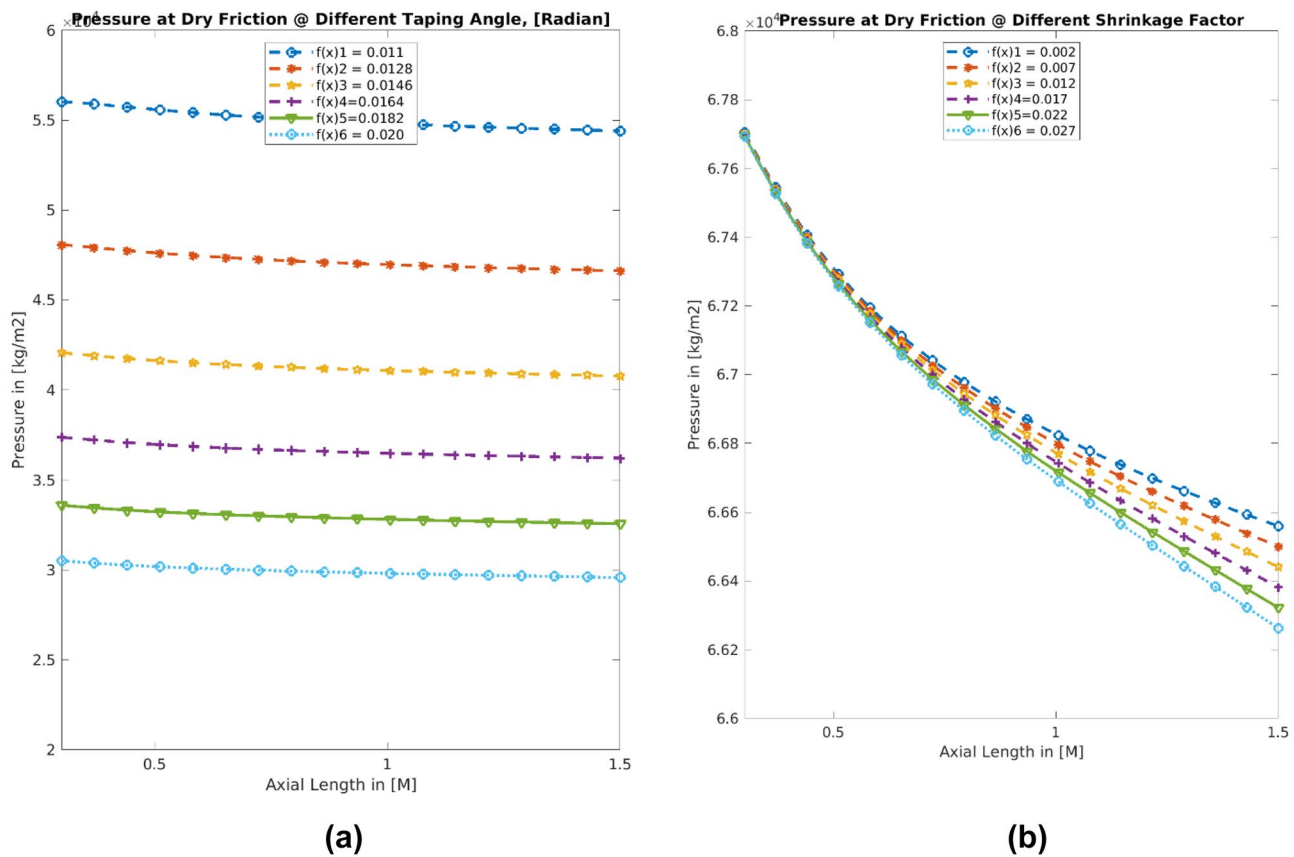 Pressure at Dry Friction @ Different Taping Angle, [Radian]
×10⁴
f(x)1 = 0.011
f(x)2 = 0.0128
f(x)3 = 0.0146
f(x)4=0.0164
f(x)5=0.0182
f(x)6 = 0.020
6
5.5
5
4.5
4
3.5
3
2.5
2
Pressure in [kg/m2]
0.5
1
1.5
Axial Length in [M]
(a)
Pressure at Dry Friction @ Different Shrinkage Factor
×10⁴
f(x)1 = 0.002
f(x)2 = 0.007
f(x)3 = 0.012
f(x)4=0.017
f(x)5=0.022
f(x)6 = 0.027
6.8
6.78
6.76
6.74
6.72
6.7
6.68
6.66
6.64
6.62
6.6
Pressure in [kg/m2]
0.5
1
1.5
Axial Length in [M]
(b)